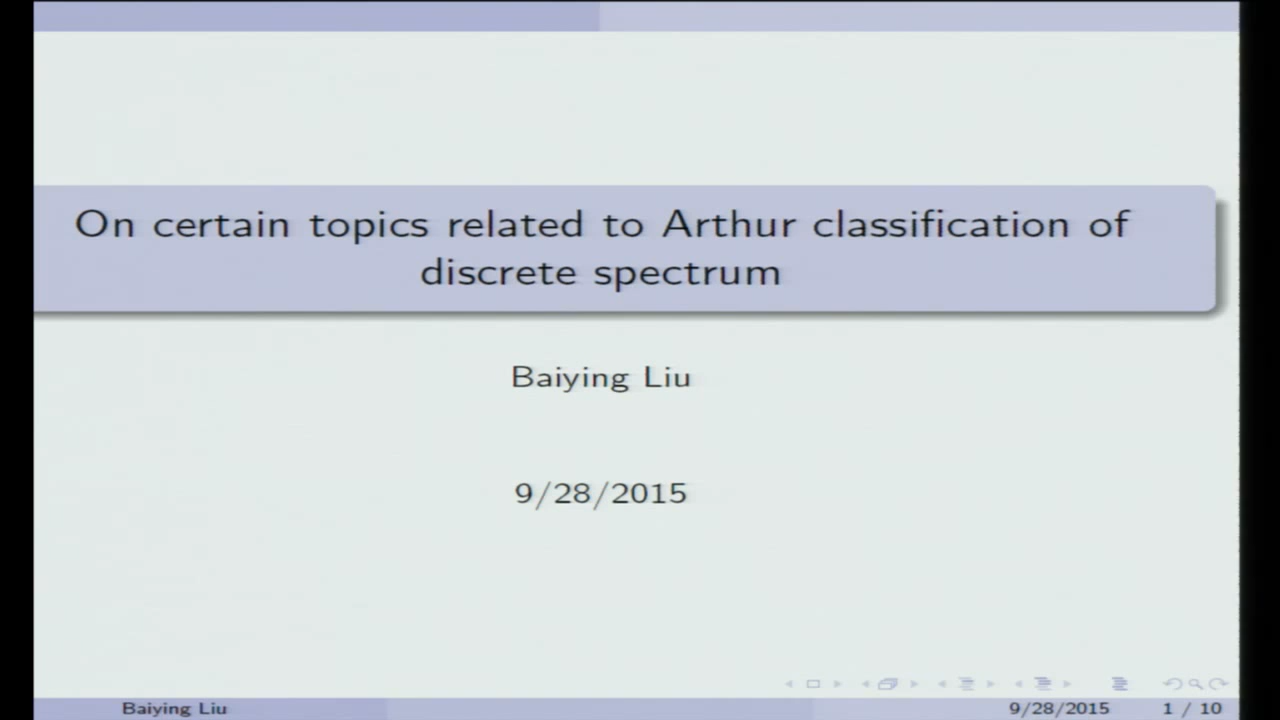 On certain topics related to Arthur classification of
discrete spectrum
Baiying Liu
9/28/2015
Baiying Liu 9/28/2015 1 / 10